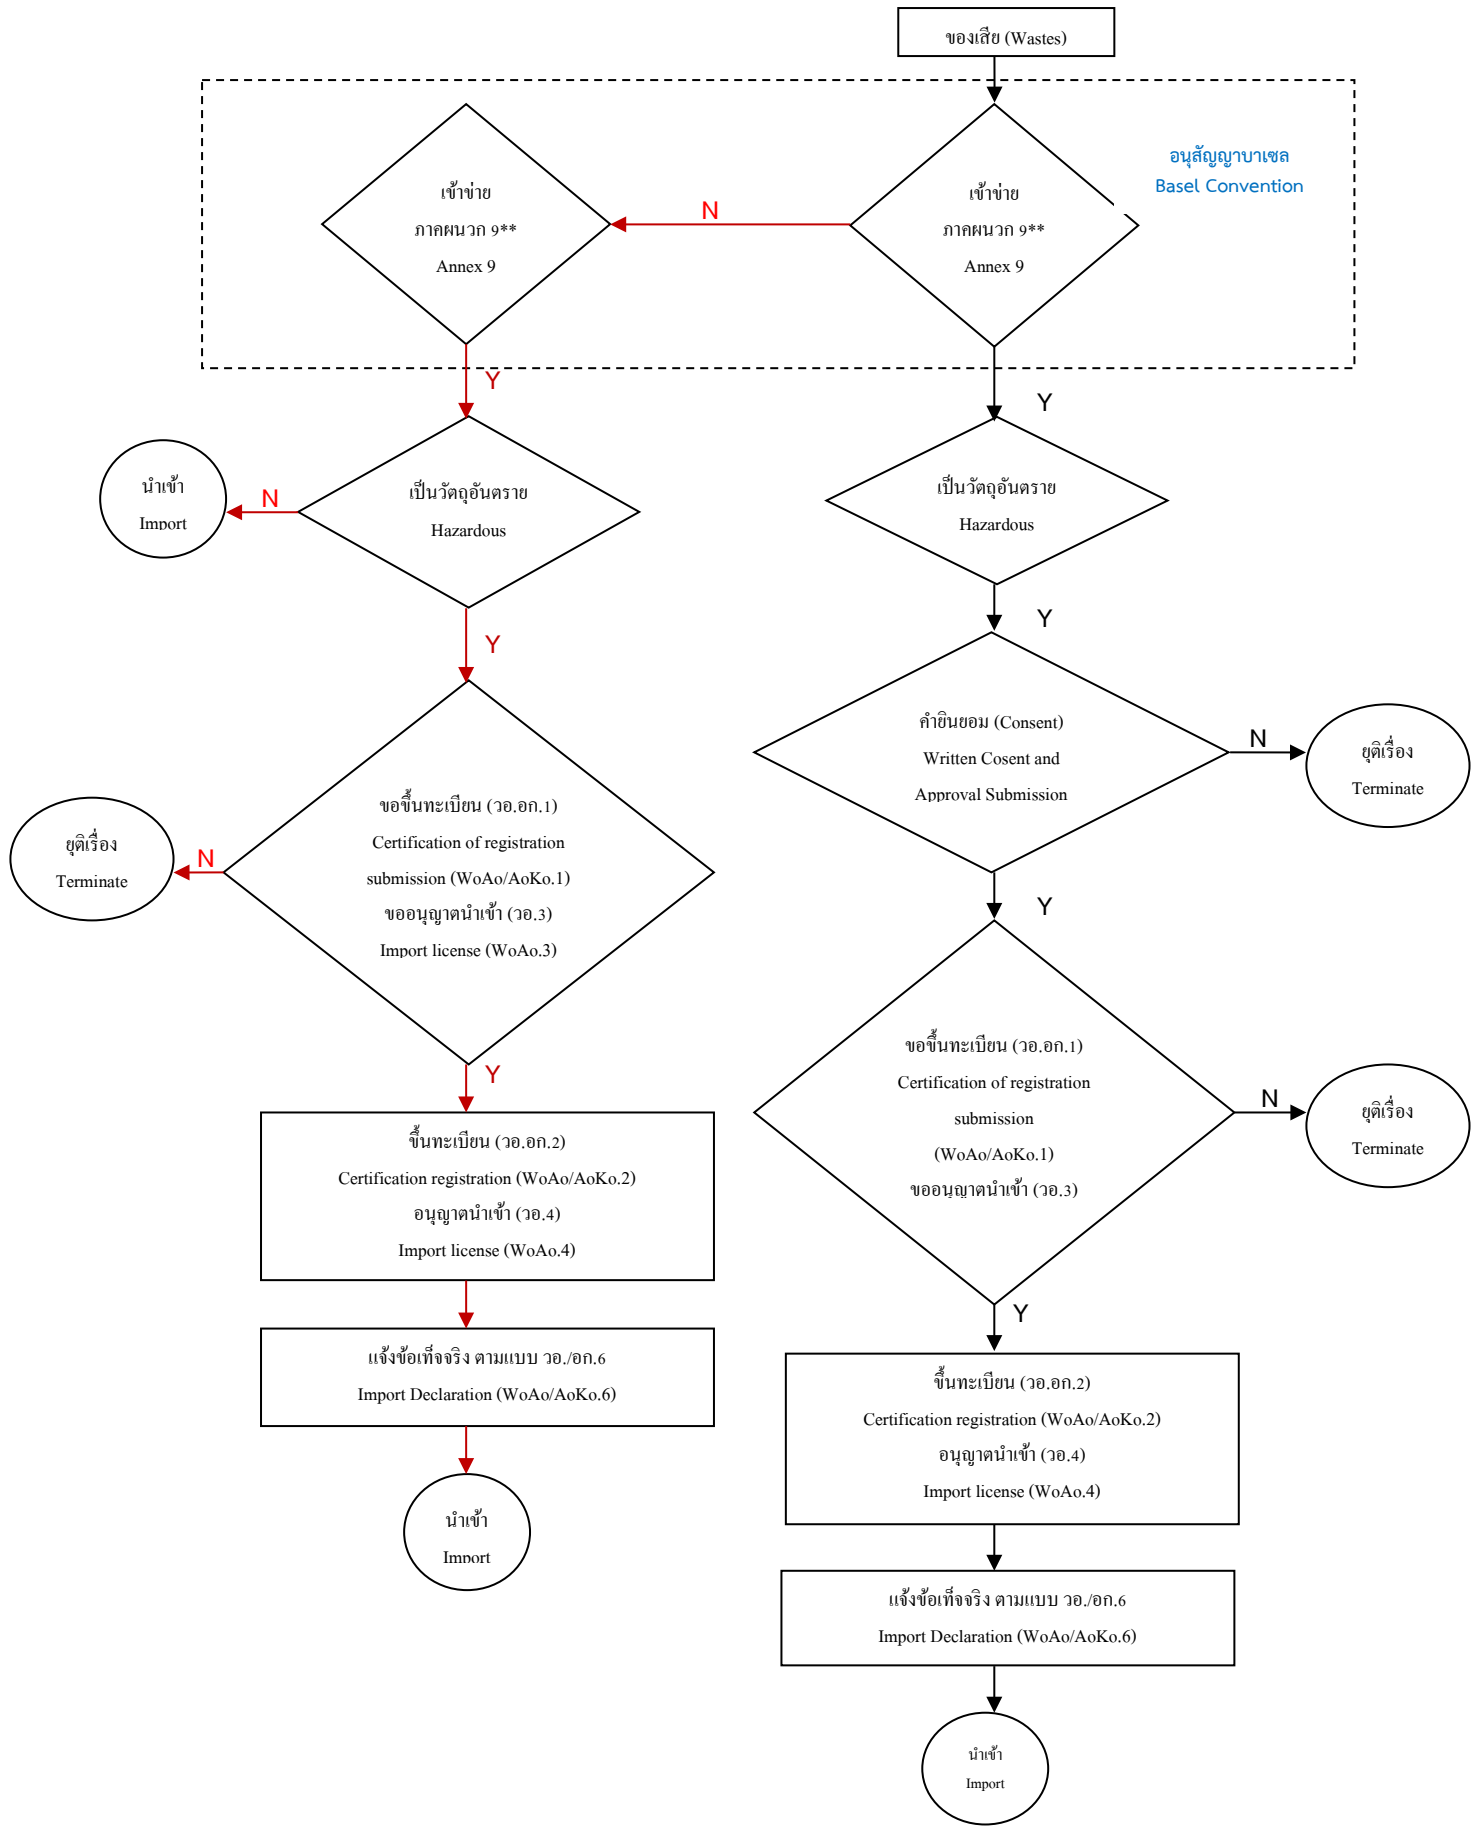 ของเสีย (Wastes)
อนุสัญญาบาเซล
Basel Convention
เข้าข่าย
ภาคผนวก 9**
Annex 9
N
เข้าข่าย
ภาคผนวก 9**
Annex 9
Y
Y
นำเข้า
Import
N
เป็นวัตถุอันตราย
Hazardous
เป็นวัตถุอันตราย
Hazardous
Y
Y
คำยินยอม (Consent)
Written Cosent and
Approval Submission
N
ยุติเรื่อง
Terminate
ยุติเรื่อง
Terminate
N
ขอขึ้นทะเบียน (วอ.อก.1)
Certification of registration
submission (WoAo/AoKo.1)
ขออนุญาตนำเข้า (วอ.3)
Import license (WoAo.3)
Y
Y
ขอขึ้นทะเบียน (วอ.อก.1)
Certification of registration
submission
(WoAo/AoKo.1)
ขออนุญาตนำเข้า (วอ.3)
N
ยุติเรื่อง
Terminate
ขึ้นทะเบียน (วอ.อก.2)
Certification registration (WoAo/AoKo.2)
อนุญาตนำเข้า (วอ.4)
Import license (WoAo.4)
Y
แจ้งข้อเท็จจริง ตามแบบ วอ./อก.6
Import Declaration (WoAo/AoKo.6)
ขึ้นทะเบียน (วอ.อก.2)
Certification registration (WoAo/AoKo.2)
อนุญาตนำเข้า (วอ.4)
Import license (WoAo.4)
นำเข้า
Import
แจ้งข้อเท็จจริง ตามแบบ วอ./อก.6
Import Declaration (WoAo/AoKo.6)
นำเข้า
Import